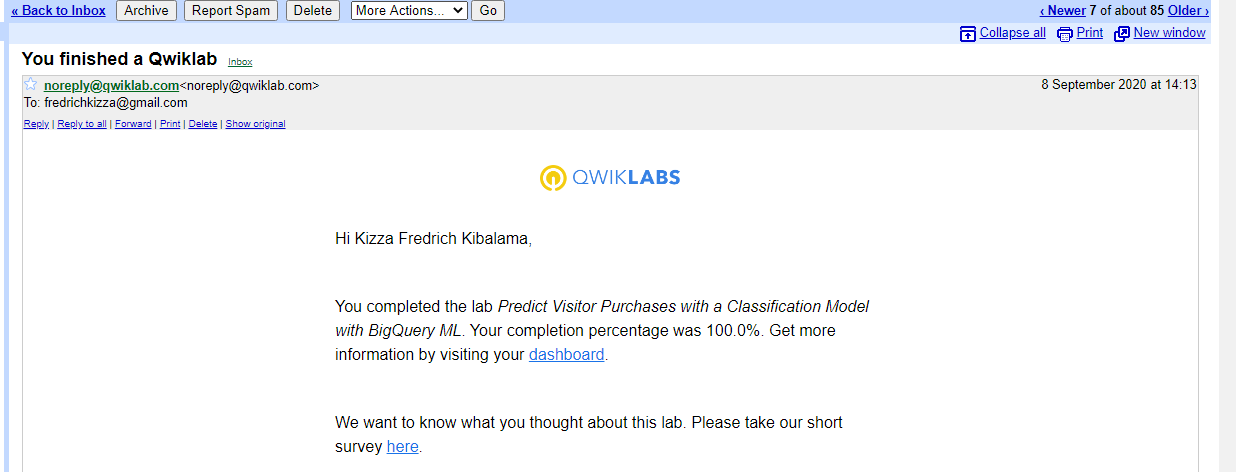 « Back to Inbox Archive Report Spam Delete More Actions... Go ‹ Newer 7 of about 85 Older ›
Collapse all Print New window
You finished a Qwiklab Inbox
noreply@qwiklab.com<noreply@qwiklab.com> 8 September 2020 at 14:13
To: fredrichkizza@gmail.com
Reply | Reply to all | Forward | Print | Delete | Show original
QWIKLABS
Hi Kizza Fredrich Kibalama,
You completed the lab Predict Visitor Purchases with a Classification Model
with BigQuery ML. Your completion percentage was 100.0%. Get more
information by visiting your dashboard.
We want to know what you thought about this lab. Please take our short
survey here.